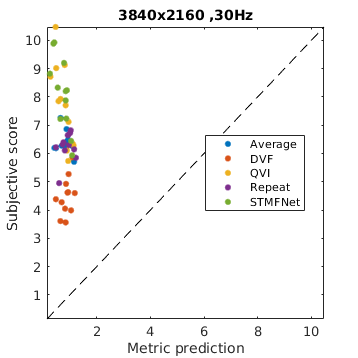 3840x2160 ,30Hz
Subjective score
10
9
8
7
6
5
4
3
2
1
Average
DVF
QVI
Repeat
STMFNet
2 4 6 8 10
Metric prediction